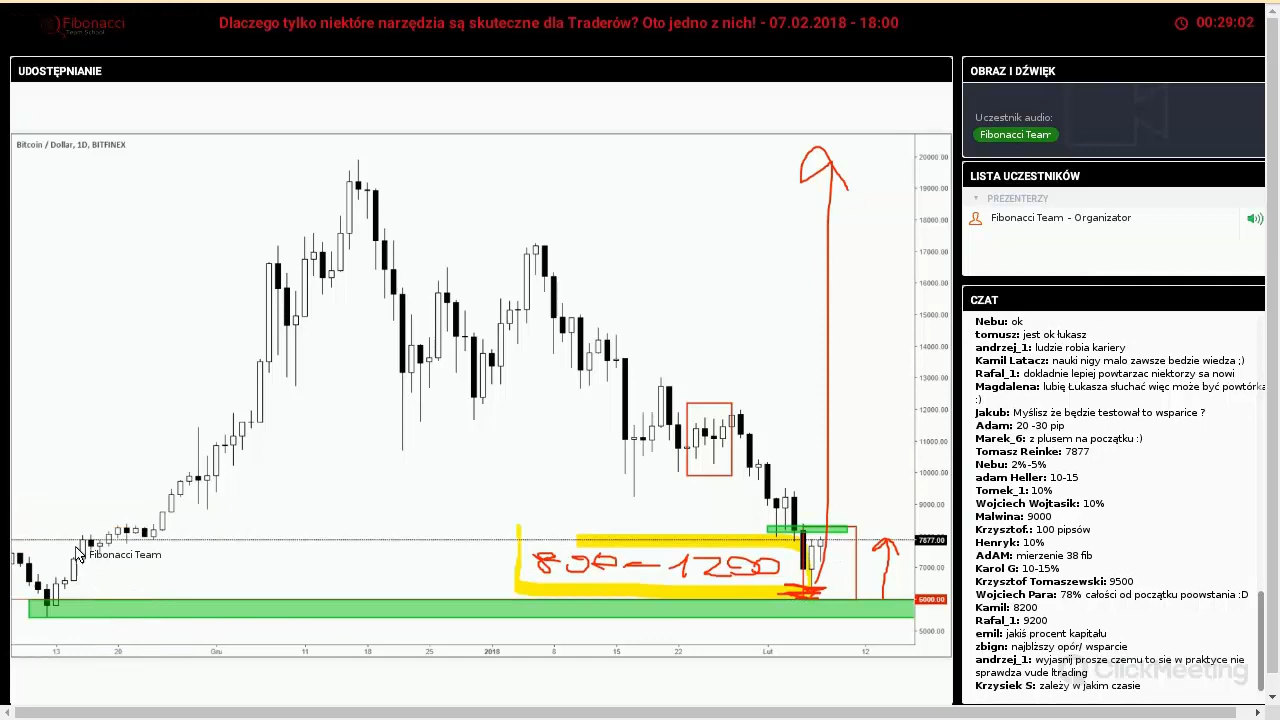 Fibonacci
Team School
Dlaczego tylko niektóre narzędzia są skuteczne dla Traderów? Oto jedno z nich! - 07.02.2018 - 18:00
00:29:02
UDOSTĘPNIANIE
Bitcoin / Dollar, 1D, BITFINEX
20000.00
19000.00
18000.00
17000.00
16000.00
15000.00
14000.00
13000.00
12000.00
11000.00
10000.00
9000.00
8000.00
7877.00
7000.00
6000.00
5000.00
Fibonacci Team
800-1200
13
20
Gru
11
18
25
2018
8
15
22
Lut
12
OBRAZ I DŹWIĘK
Uczestnik audio:
Fibonacci Team
LISTA UCZESTNIKÓW
PREZENTERZY
Fibonacci Team - Organizator
CZAT
Nebu: ok
tomusz: jest ok łukasz
andrzej_1: ludzie robia kariery
Kamil Latacz: nauki nigy malo zawsze bedzie wiedza ;)
Rafal_1: dokladnie lepiej powtarzac niektorzy sa nowi
Magdalena: lubię Łukasza słuchać więc może być powtórka
:)
Jakub: Myślisz że będzie testował to wsparice ?
Adam: 20 -30 pip
Marek_6: z plusem na początku :)
Tomasz Reinke: 7877
Nebu: 2%-5%
adam Heller: 10-15
Tomek_1: 10%
Wojciech Wojtasik: 10%
Malwina: 9000
Krzysztof.: 100 pipsów
Henryk: 10%
AdAM: mierzenie 38 fib
Karol G: 10-15%
Krzysztof Tomaszewski: 9500
Wojciech Para: 78% całości od początku poowstania :D
Kamil: 8200
Rafal_1: 9200
emil: jakiś procent kapitału
zbign: najbliższy opór/ wsparcie
andrzej_1: wyjasnij prosze czemu to sie w praktyce nie
sprawdza vude ltrading
Krzysiek S: zależy w jakim czasie
ClickMeeting